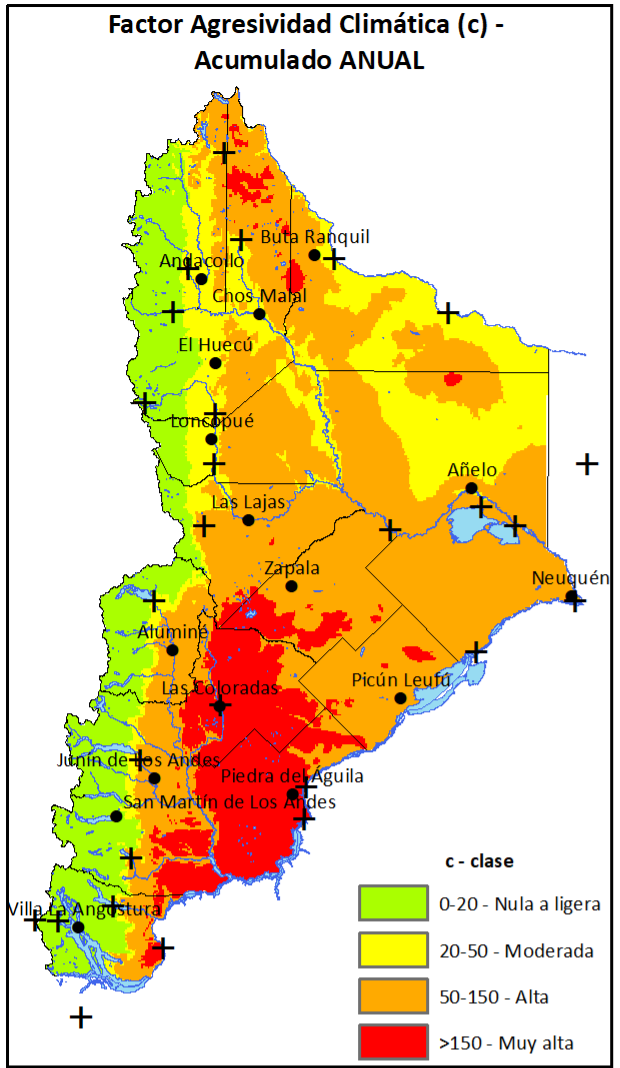 Factor Agresividad Climática (c) -
Acumulado ANUAL
Buta Ranquil
Andacollo
Chos Malal
El Huecú
Loncopué
Añelo
Las Lajas
Zapala
Neuquén
Aluminé
Las Coloradas
Picún Leufú
Junín de Los Andes
Piedra del Águila
San Martín de Los Andes
Villa La Angostura
c - clase
0-20 - Nula a ligera
20-50 - Moderada
50-150 - Alta
>150 - Muy alta